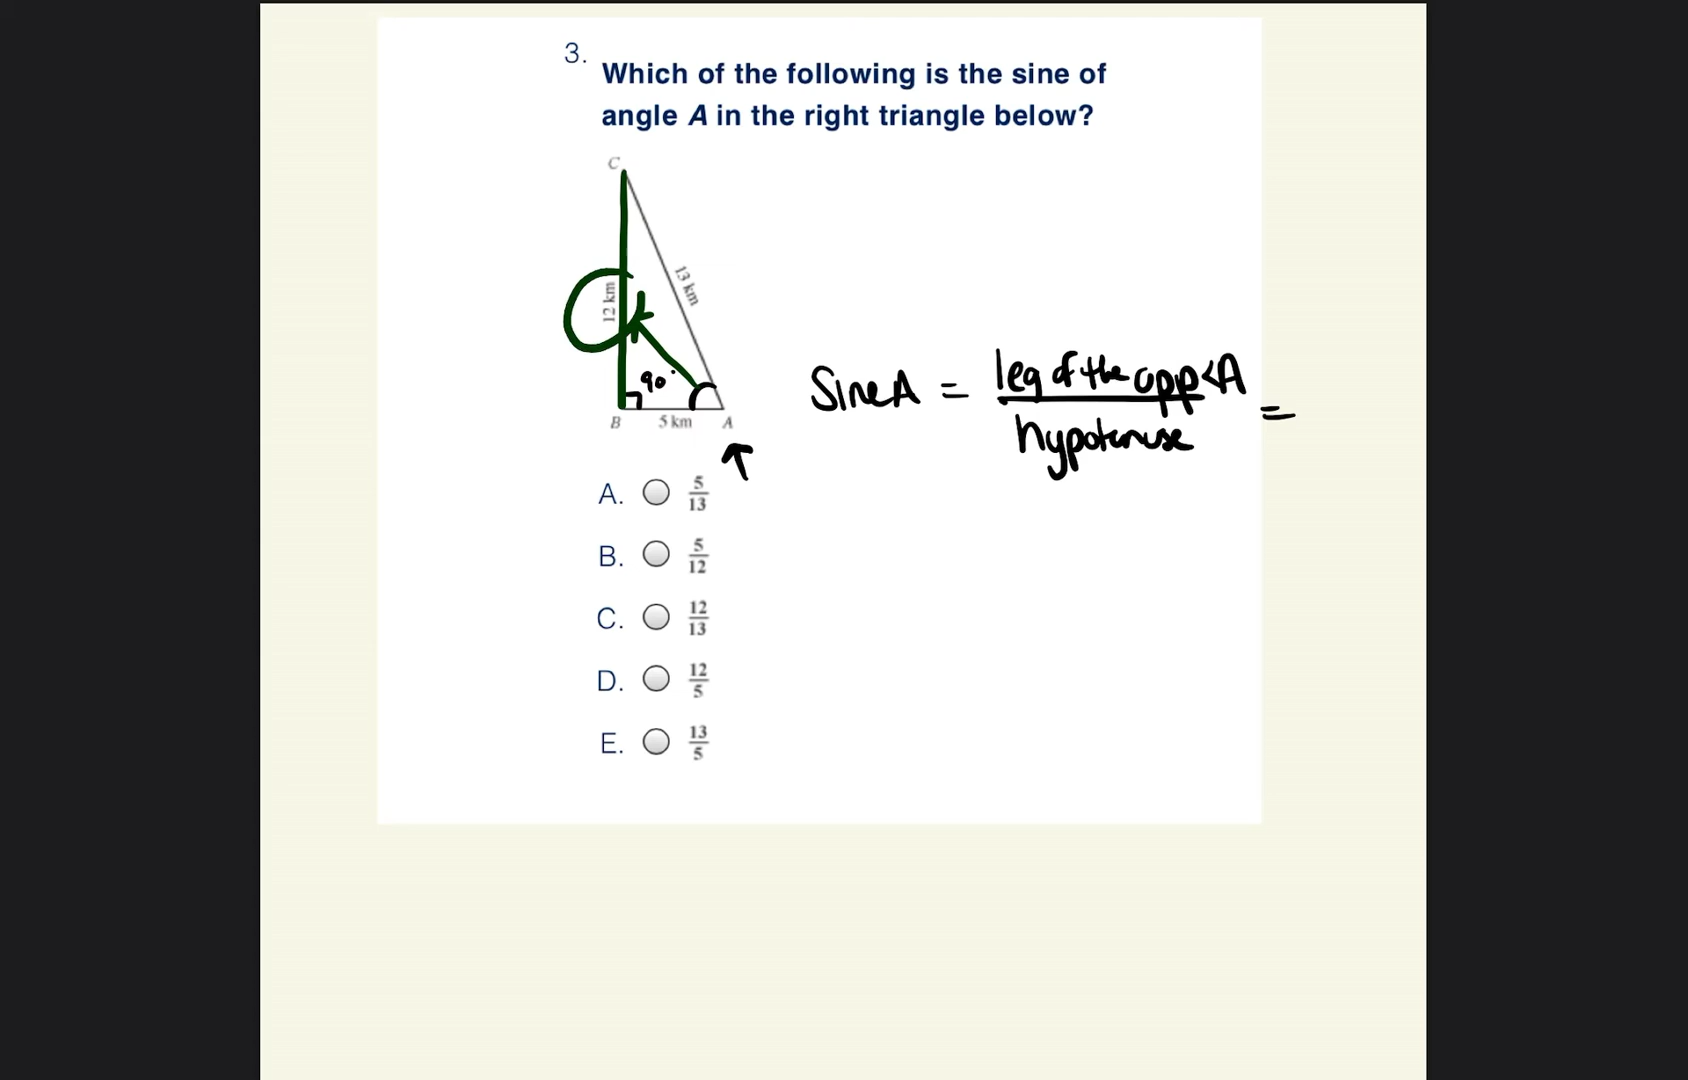 3.
Which of the following is the sine of
angle A in the right triangle below?
C
12 km
13 km
90°
B
5 km
A
SineA = leg of the opp<A
hypotenuse
=
A. 5/13
B. 5/12
C. 12/13
D. 12/5
E. 13/5